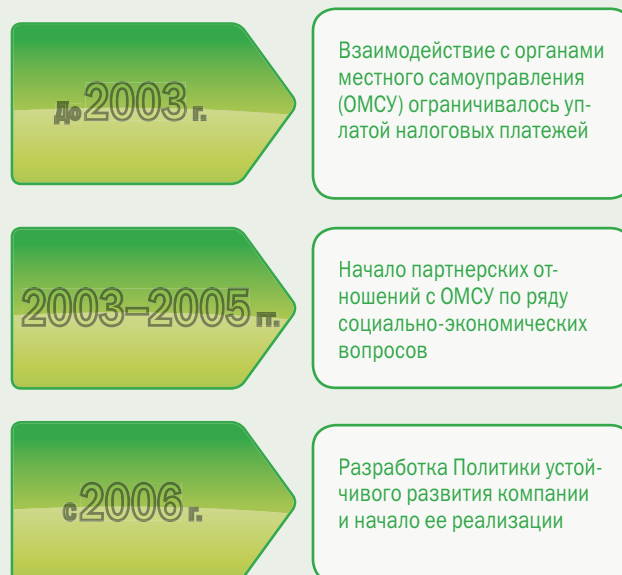 До 2003 г.
Взаимодействие с органами
местного самоуправления
(ОМСУ) ограничивалось уп-
латой налоговых платежей
2003–2005 гг.
Начало партнерских от-
ношений с ОМСУ по ряду
социально-экономических
вопросов
с 2006 г.
Разработка Политики устой-
чивого развития компании
и начало ее реализации